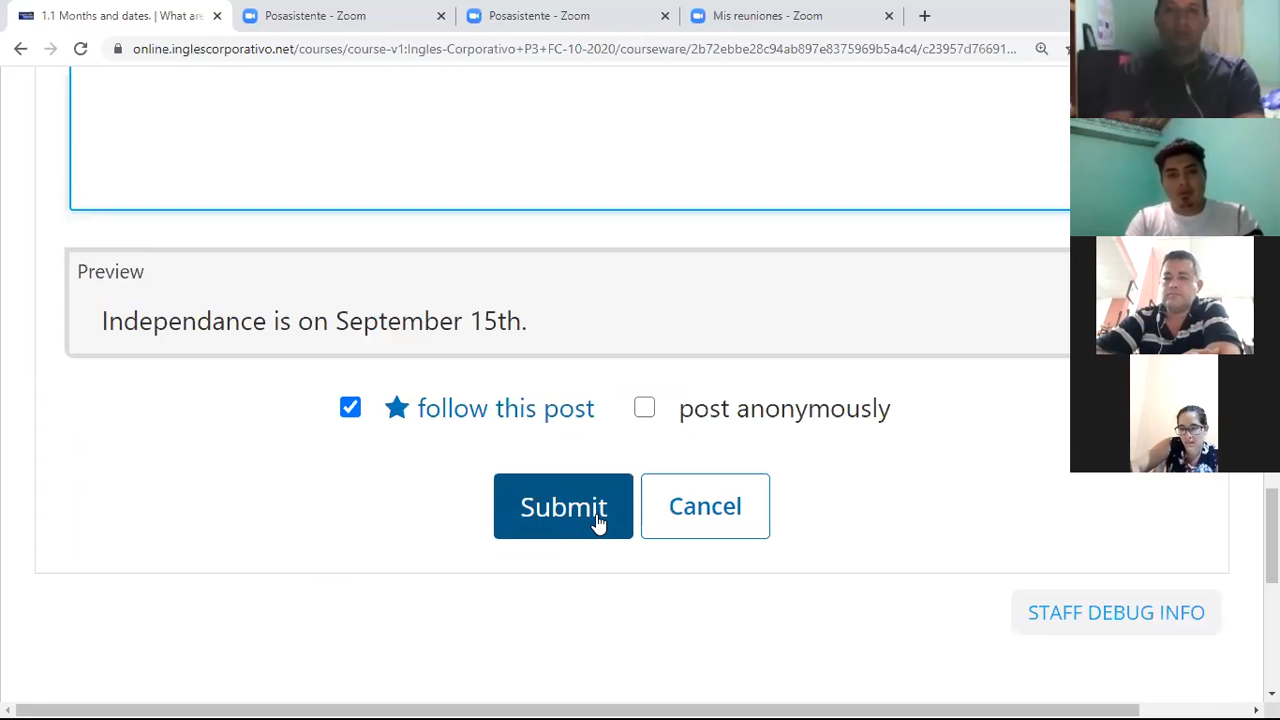 1.1 Months and dates. | What are
Posasistente - Zoom
Posasistente - Zoom
Mis reuniones - Zoom
online.inglescorporativo.net/courses/course-v1:Ingles-Corporativo+P3+FC-10-2020/courseware/2b72ebbe28c94ab897e8375969b5a4c4/c23957d76691...
Preview
Independance is on September 15th.
follow this post
post anonymously
Submit
Cancel
STAFF DEBUG INFO